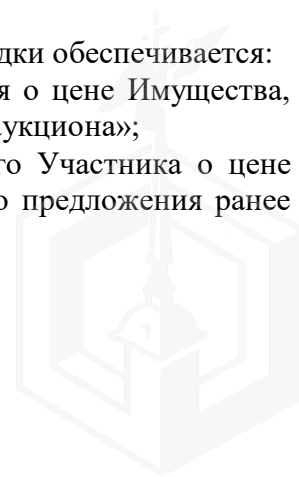 дки обеспечивается:
я о цене Имущества,
укциона»;
го Участника о цене
о предложения ранее